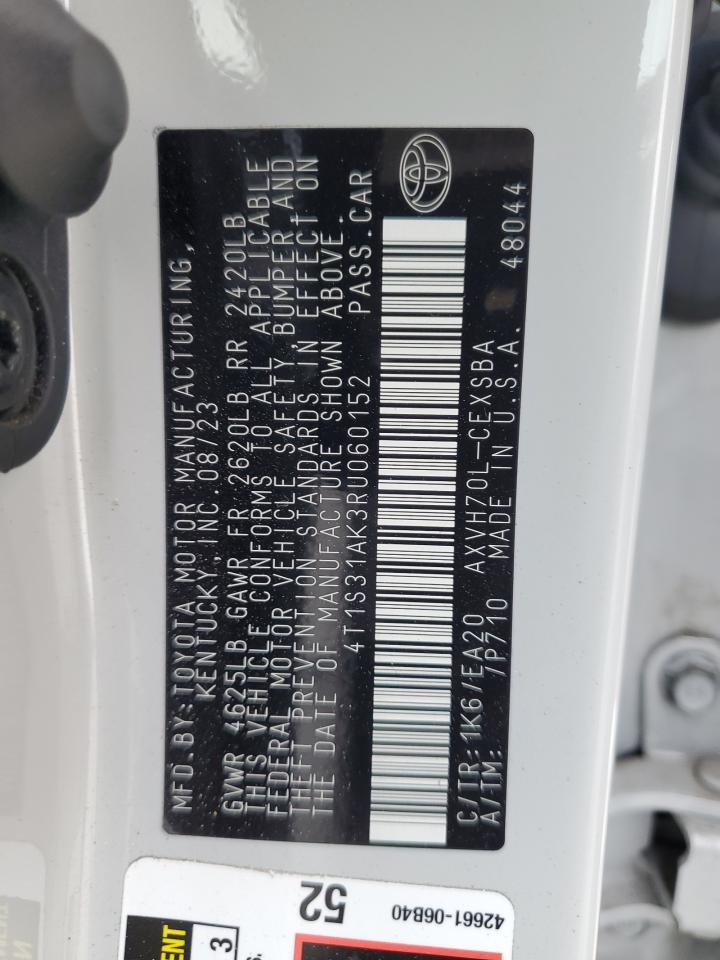 MFD.BY:TOYOTA MOTOR MANUFACTURING,
KENTUCKY,INC.08/23
GVWR 4625LB GAWR FR 2620LB RR 2420LB
THIS VEHICLE CONFORMS TO ALL APPLICABLE
FEDERAL MOTOR VEHICLE SAFETY,BUMPER,AND
THEFT PREVENTION STANDARDS IN EFFECT ON
THE DATE OF MANUFACTURE SHOWN ABOVE.
4T1S31AK3RU060152 PASS.CAR
C/TR:1K6/EA20 AXVH70L-CEXSBA
A/TM: /P710 MADE IN U.S.A. 48044
52
42661-06B40
3